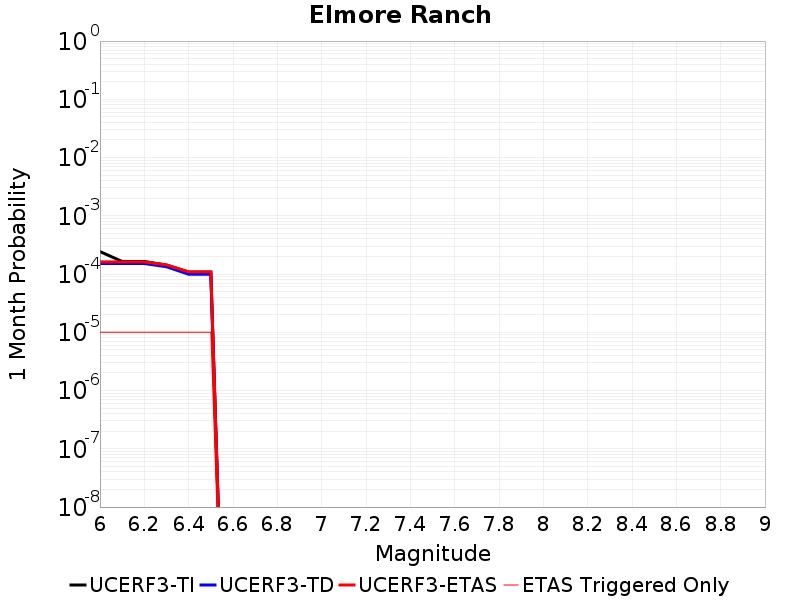 Elmore Ranch
10^0
10^-1
10^-2
10^-3
10^-4
10^-5
10^-6
10^-7
10^-8
1 Month Probability
6 6.2 6.4 6.6 6.8 7 7.2 7.4 7.6 7.8 8 8.2 8.4 8.6 8.8 9
Magnitude
UCERF3-TI UCERF3-TD UCERF3-ETAS ETAS Triggered Only